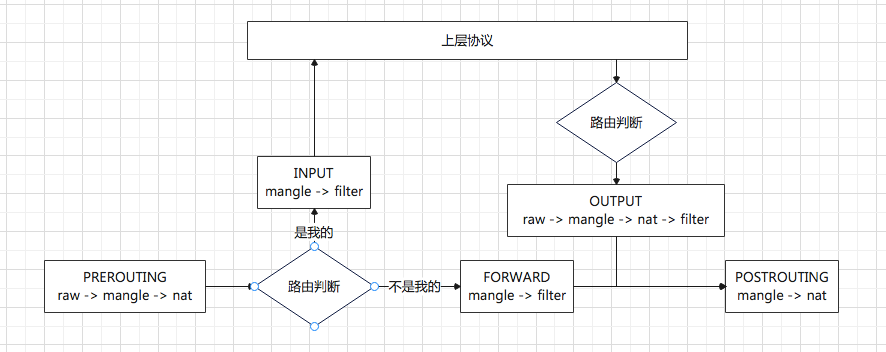 上层协议
路由判断
INPUT
mangle -> filter
OUTPUT
raw -> mangle -> nat -> filter
是我的
PREROUTING
raw -> mangle -> nat
路由判断
不是我的
FORWARD
mangle -> filter
POSTROUTING
mangle -> nat